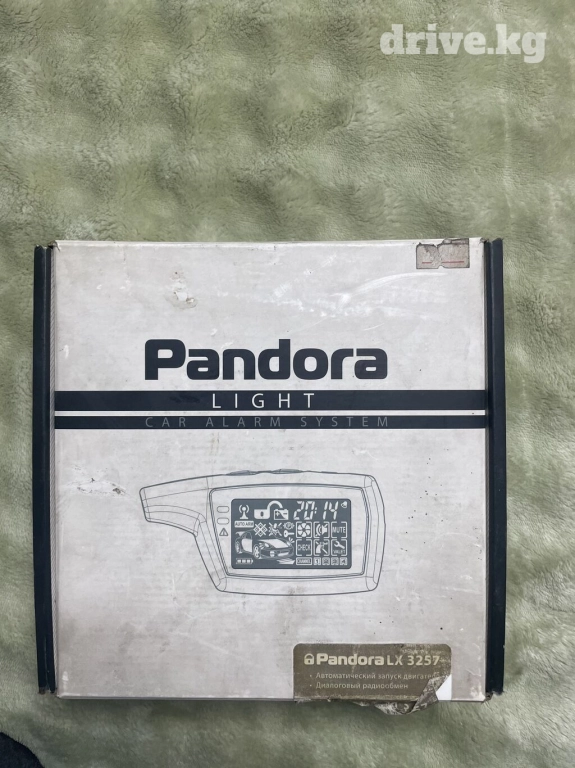 drive.kg
Pandora
LIGHT
CAR ALARM SYSTEM
20:14
AUTO ARM
MUTE
CHECK
Pandora LX 3257
• Автоматический запуск двигателя
• Диалоговый радиообмен